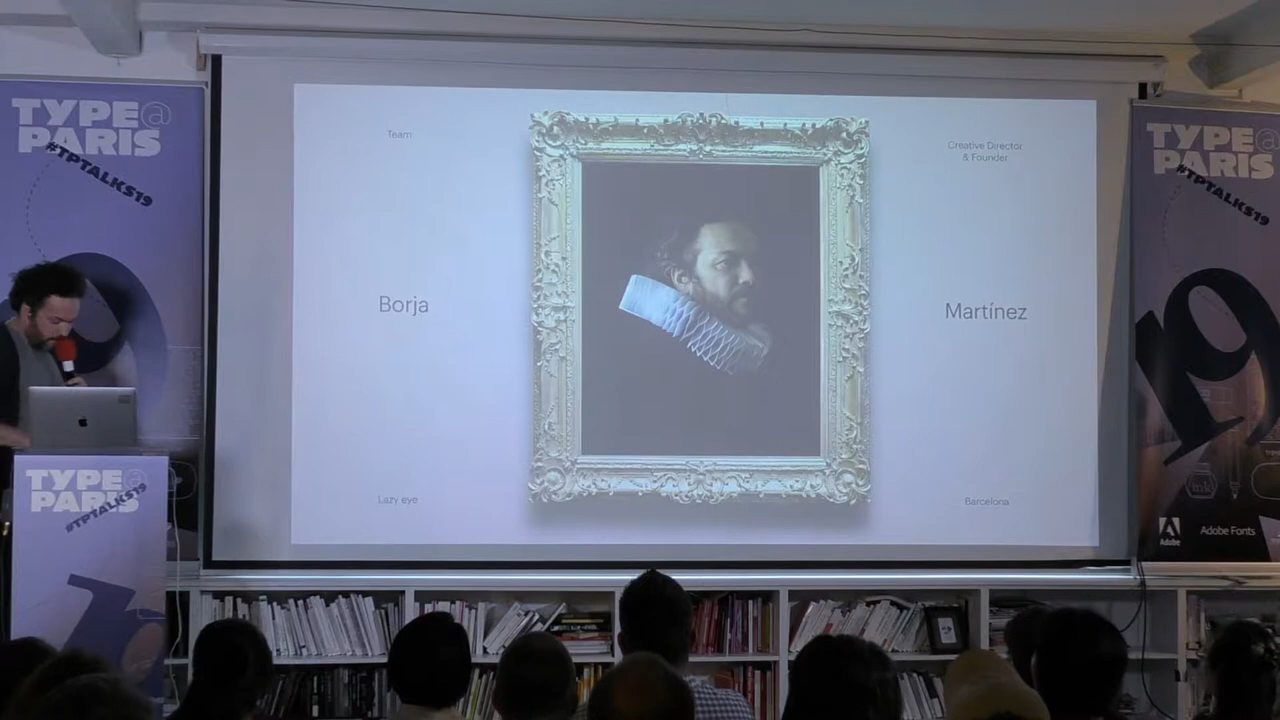 TYPE@
PARIS
#TPTALKS19
Team
Creative Director
& Founder
Borja
Martínez
Lazy eye
Barcelona
TYPE@
PARIS
#TPTALKS19
TYPE@
PARIS
#TPTALKS19
ink
Adobe
Adobe Fonts